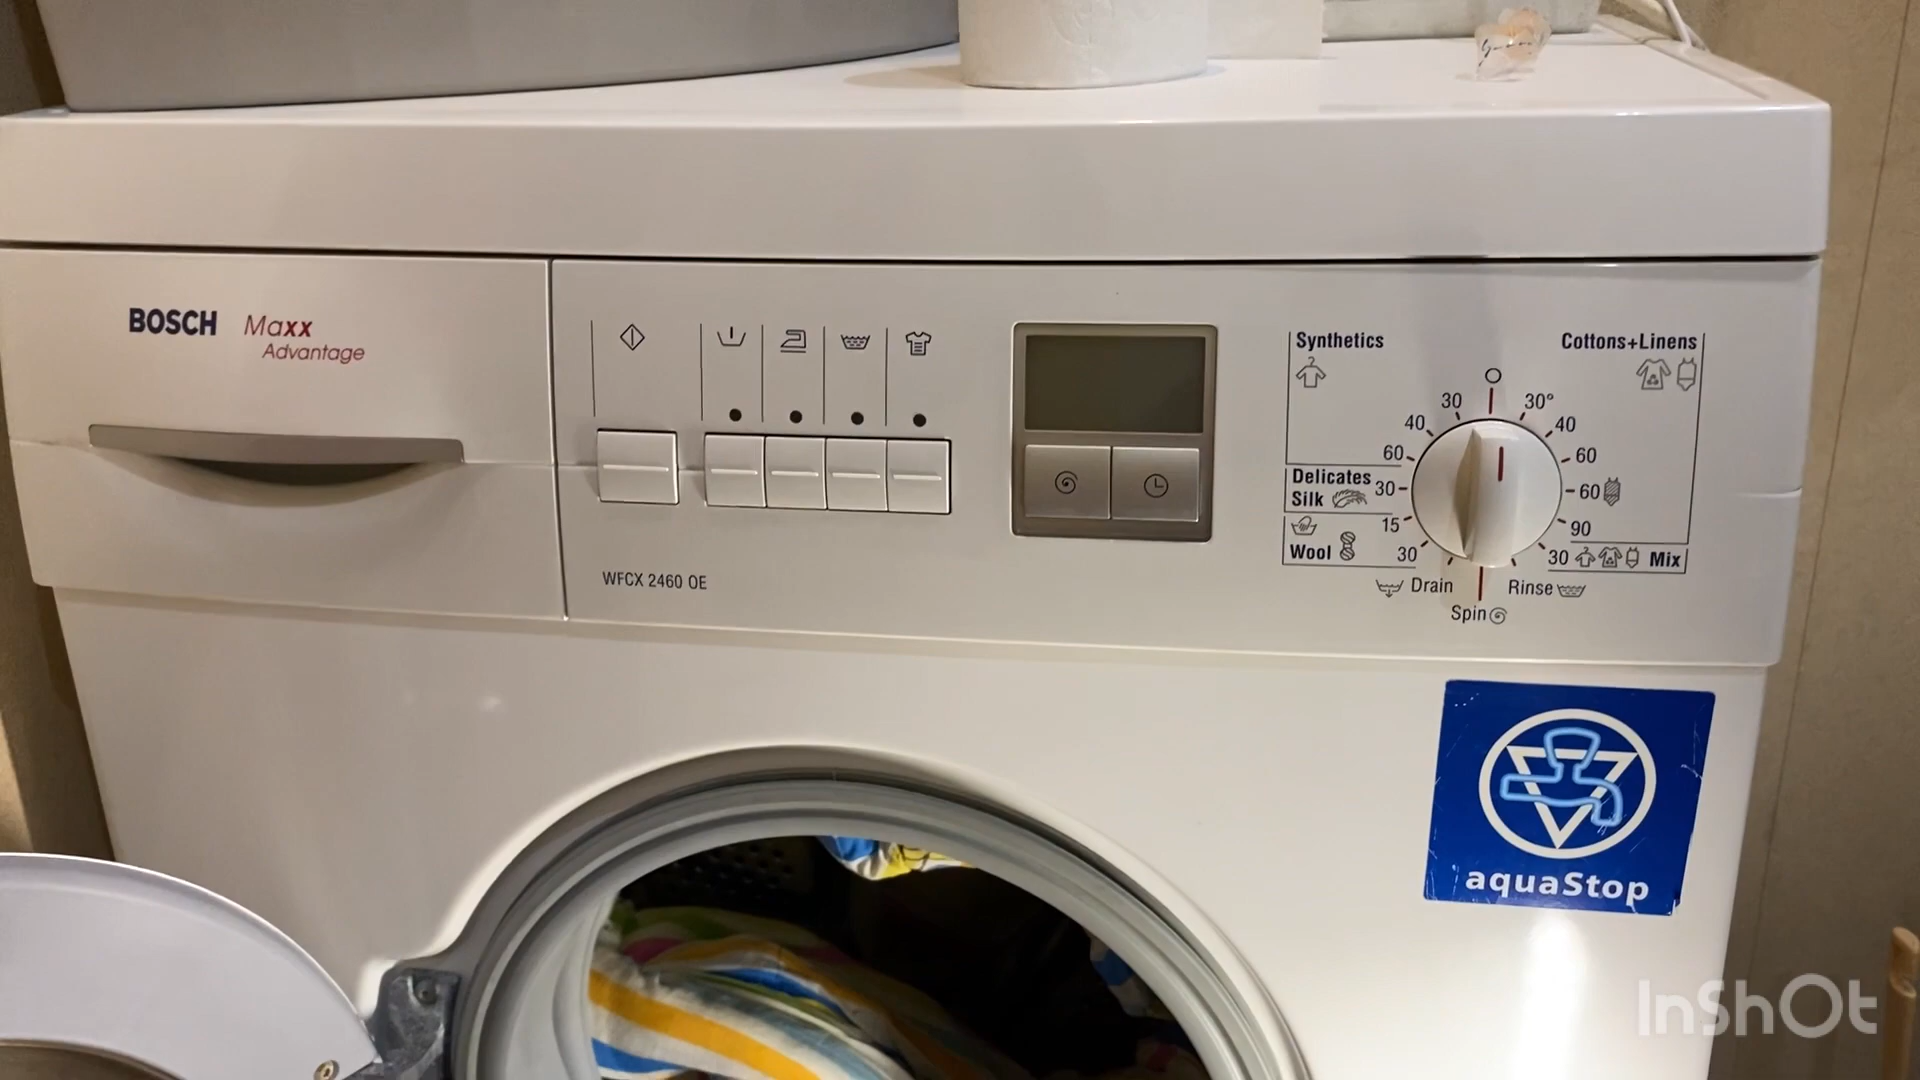 BOSCH Maxx
Advantage
WFCX 2460 OE
Synthetics
Cottons+Linens
30
30°
40
40
60
60
Delicates
Silk
30
60
15
90
Wool
30
30
Mix
Drain
Rinse
Spin
aquaStop
InShOt